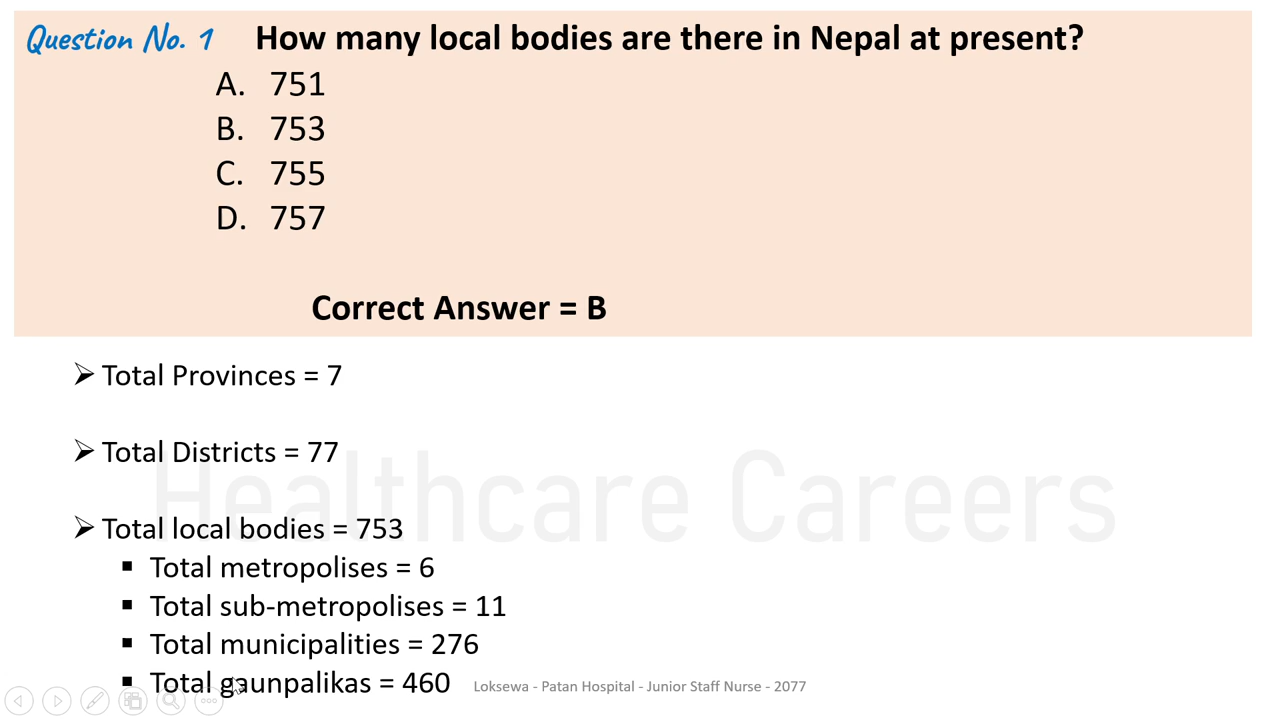 Question No. 1 How many local bodies are there in Nepal at present?
A. 751
B. 753
C. 755
D. 757
Correct Answer = B
➢ Total Provinces = 7
➢ Total Districts = 77
Healthcare Careers
➢ Total local bodies = 753
▪ Total metropolises = 6
▪ Total sub-metropolises = 11
▪ Total municipalities = 276
▪ Total gaunpalikas = 460
Loksewa - Patan Hospital - Junior Staff Nurse - 2077